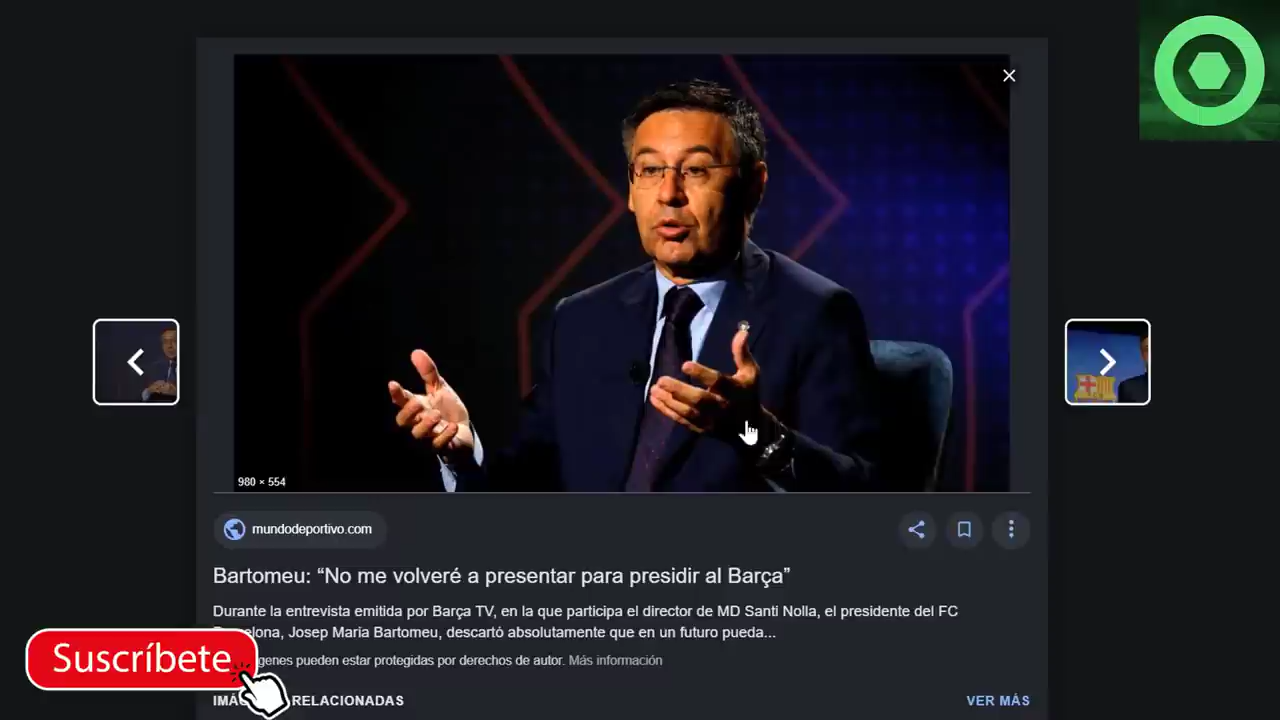 980 × 554
mundodeportivo.com
Bartomeu: “No me volveré a presentar para presidir al Barça”
Durante la entrevista emitida por Barça TV, en la que participa el director de MD Santi Nolla, el presidente del FC
Josep Maria Bartomeu, descartó absolutamente que en un futuro pueda...
pueden estar protegidas por derechos de autor. Más información
Suscríbete
RELACIONADAS
VER MÁS